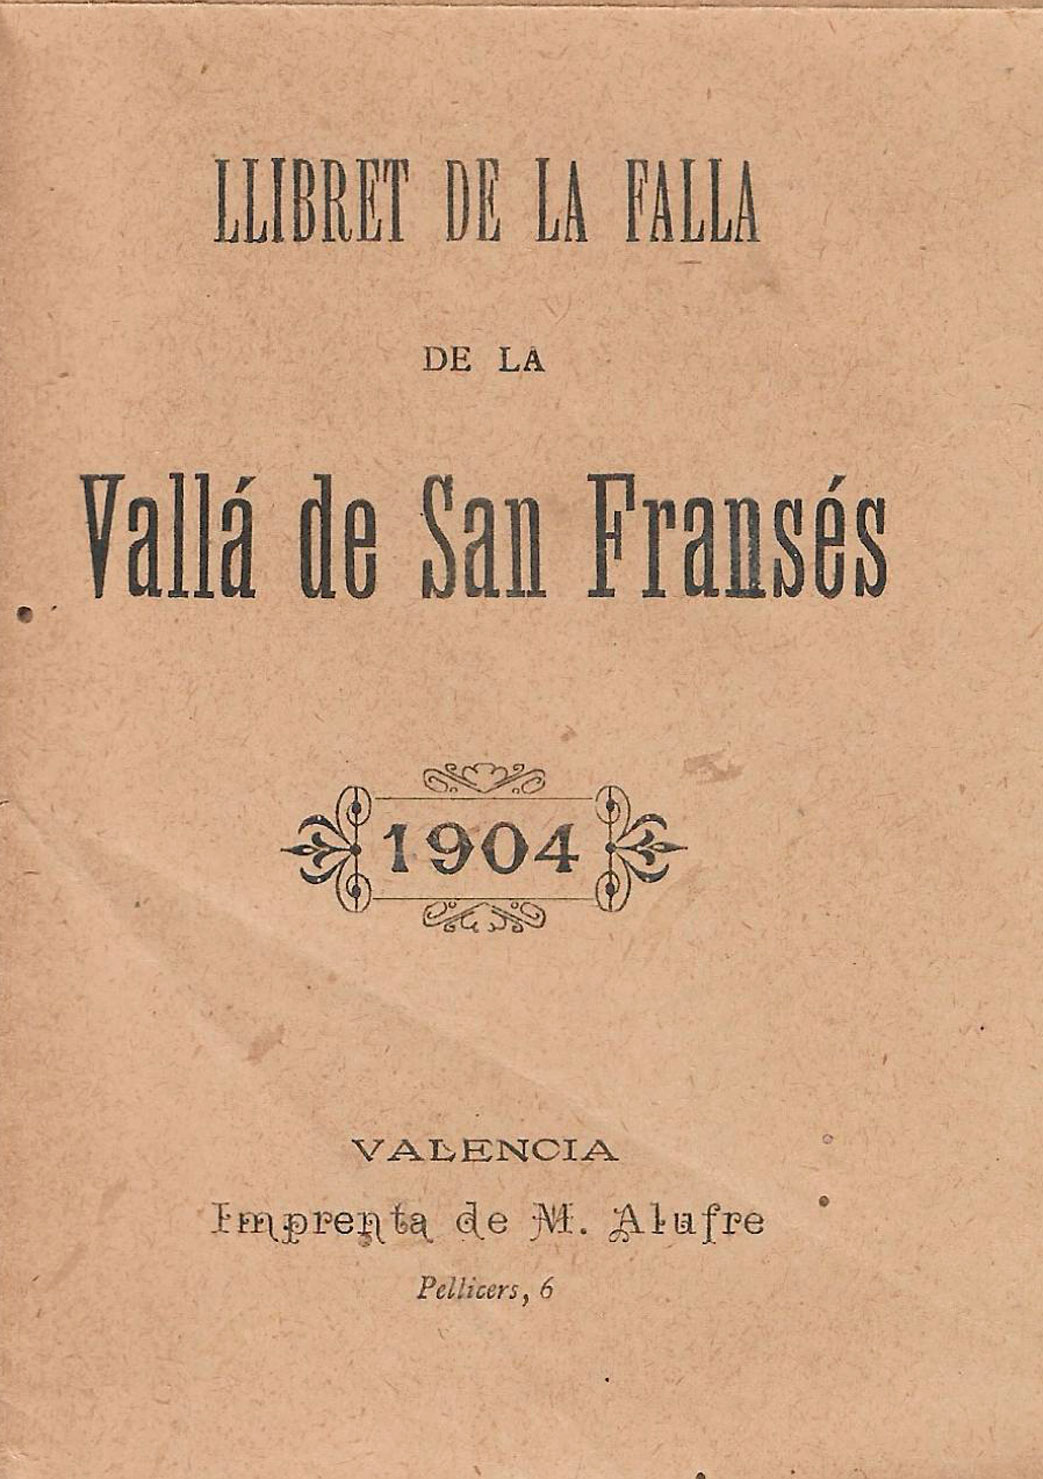 LLIBRET DE LA FALLA
DE LA
Vallá de San Fransés
1904
VALENCIA
Imprenta de M. Alufre
Pellicers, 6